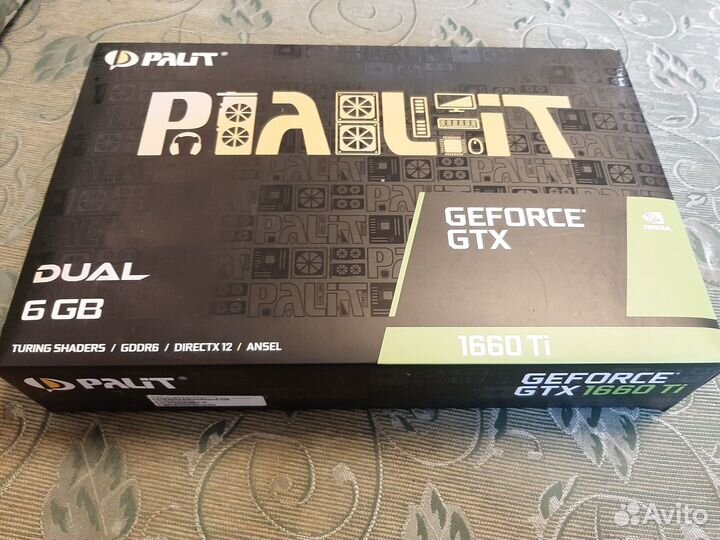 PALIT®
PALIT
GEFORCE®
GTX
NVIDIA
DUAL
6 GB
1660 Ti
TURING SHADERS / GDDR6 / DIRECTX 12 / ANSEL
PALIT®
GEFORCE®
GTX 1660 Ti
Avito